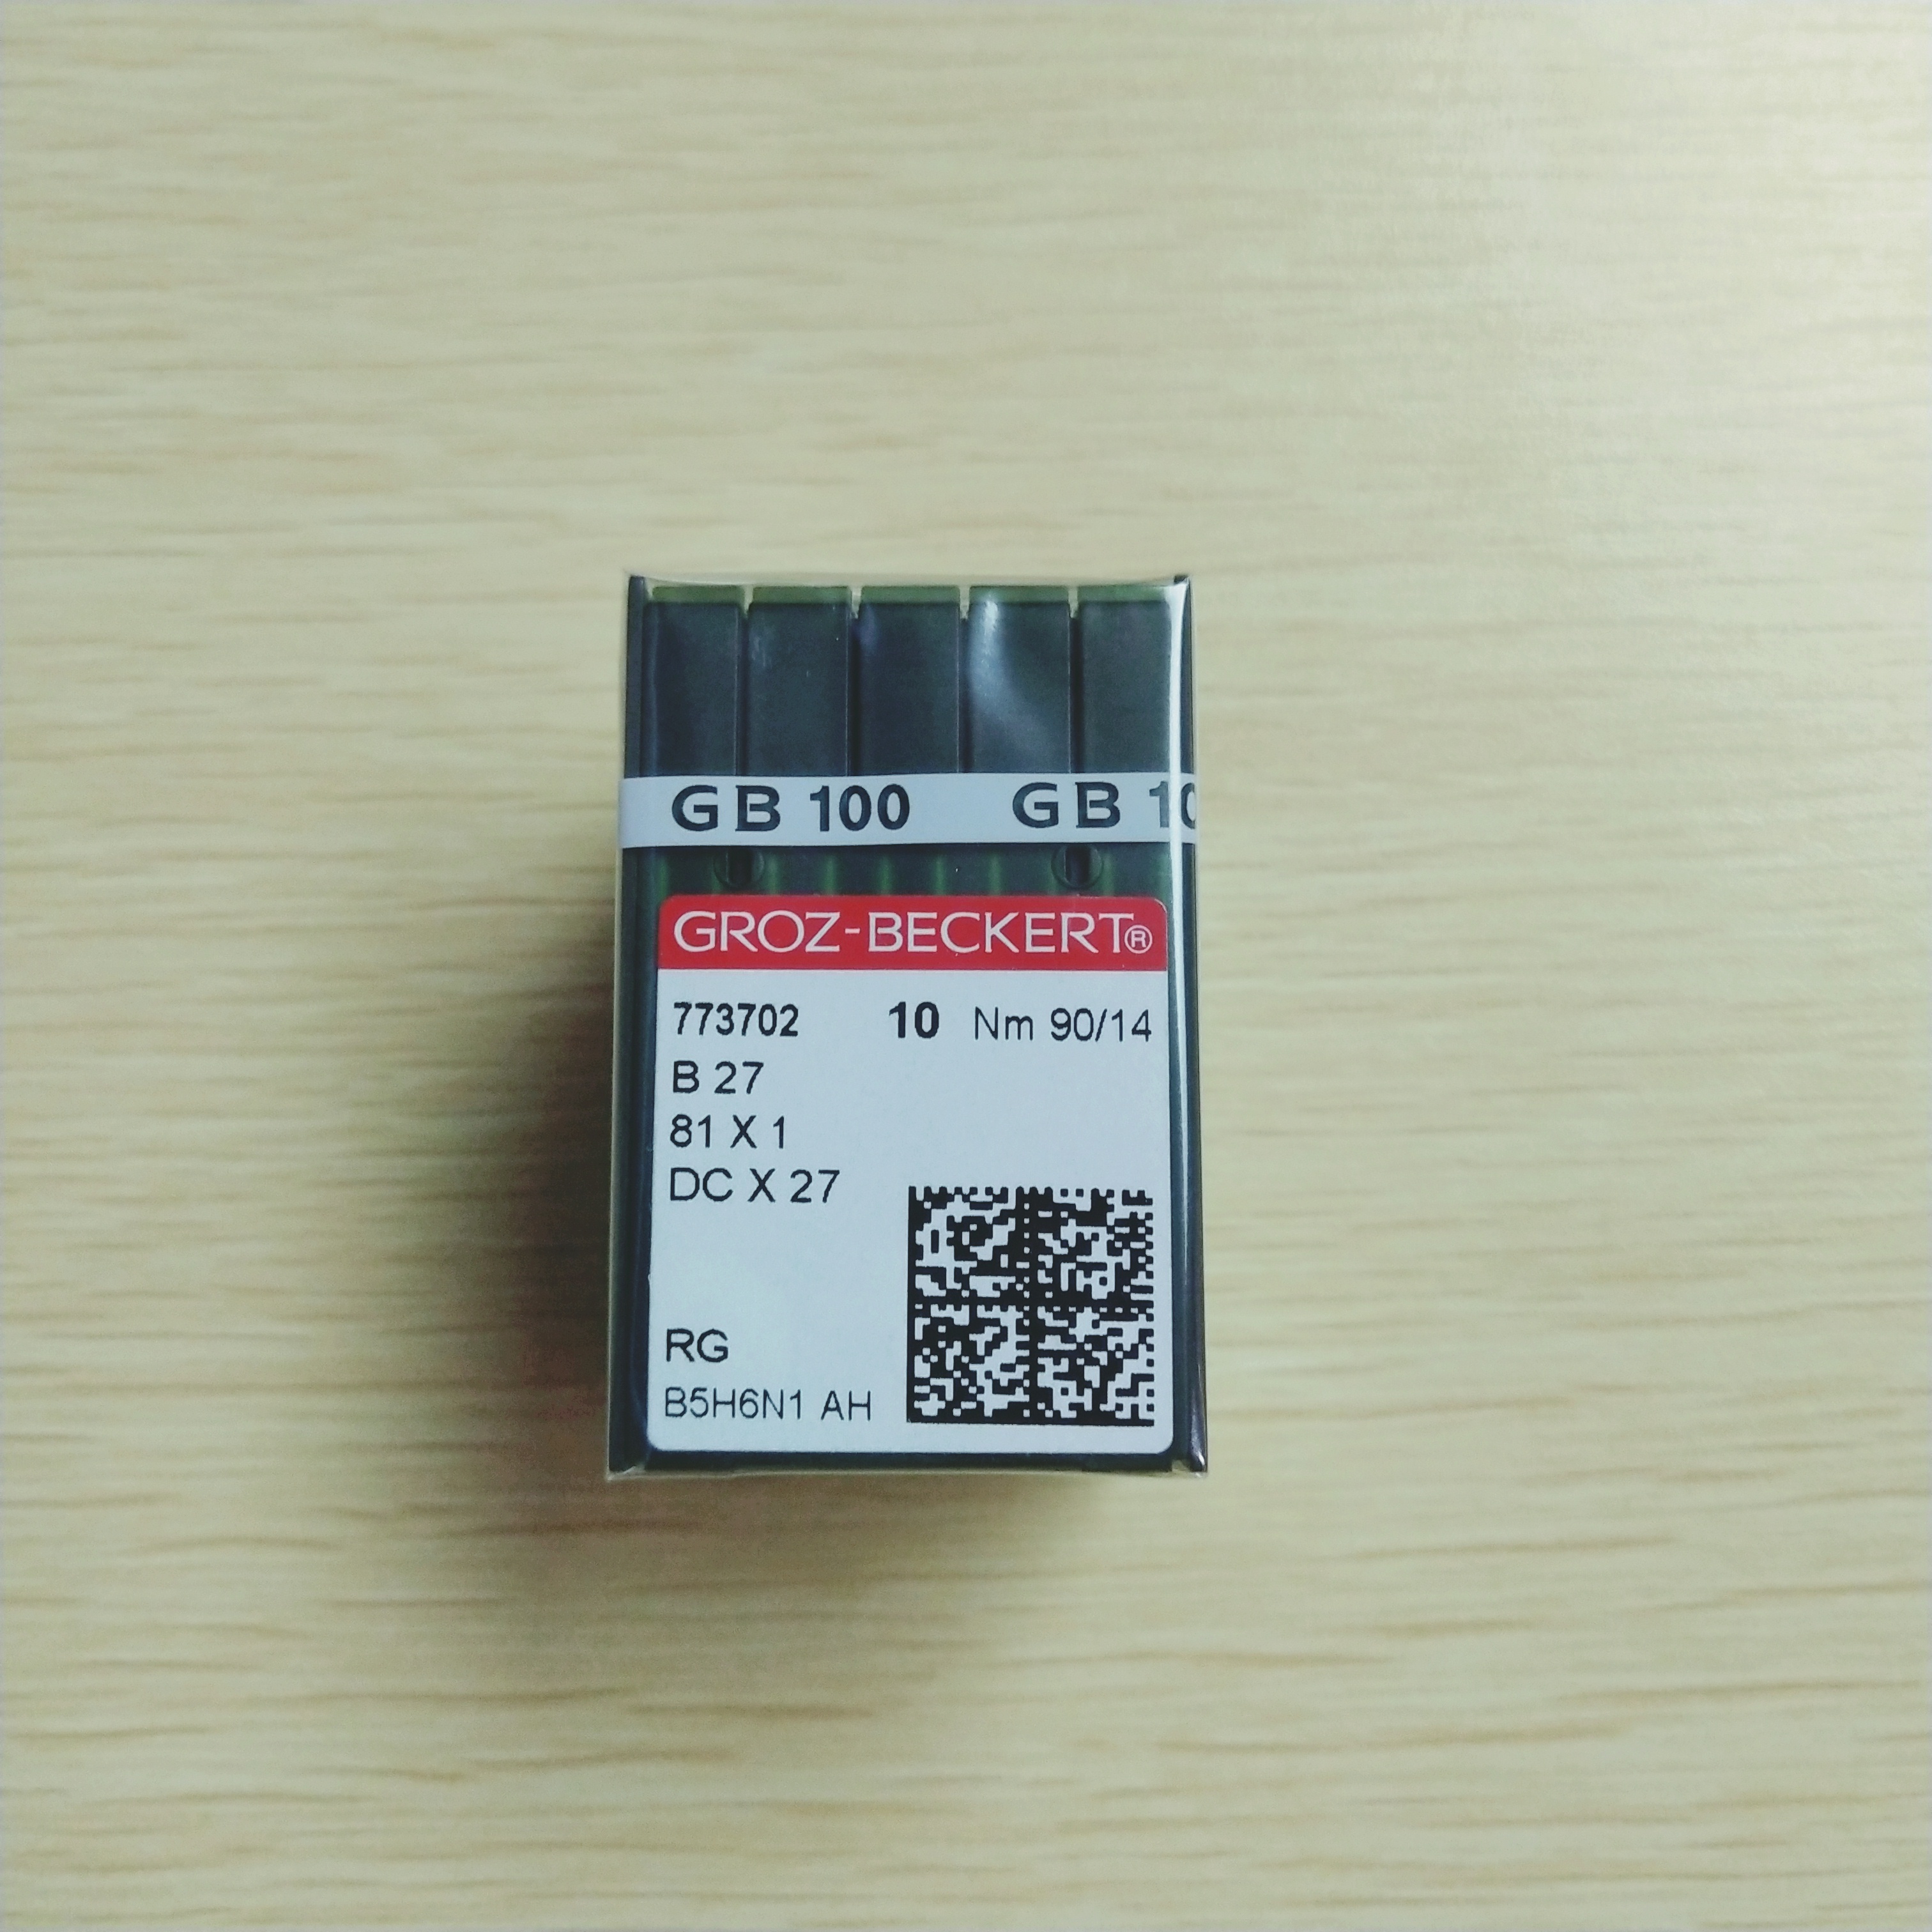 GB 100 GB 10
GROZ-BECKERT®
773702 10 Nm 90/14
B 27
81 X 1
DC X 27
RG
B5H6N1 AH